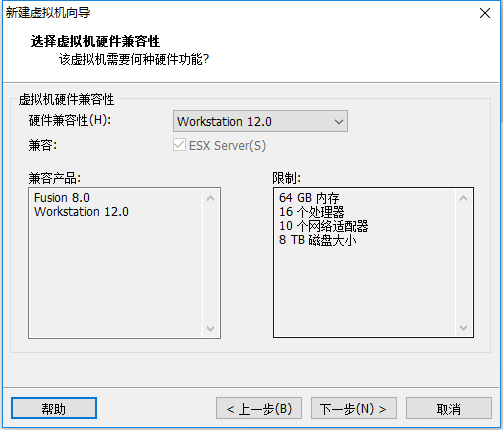 新建虚拟机向导
选择虚拟机硬件兼容性
该虚拟机需要何种硬件功能?
虚拟机硬件兼容性
硬件兼容性(H): Workstation 12.0
兼容: ESX Server(S)
兼容产品:
Fusion 8.0
Workstation 12.0
限制:
64 GB 内存
16 个处理器
10 个网络适配器
8 TB 磁盘大小
帮助 < 上一步(B) 下一步(N) > 取消